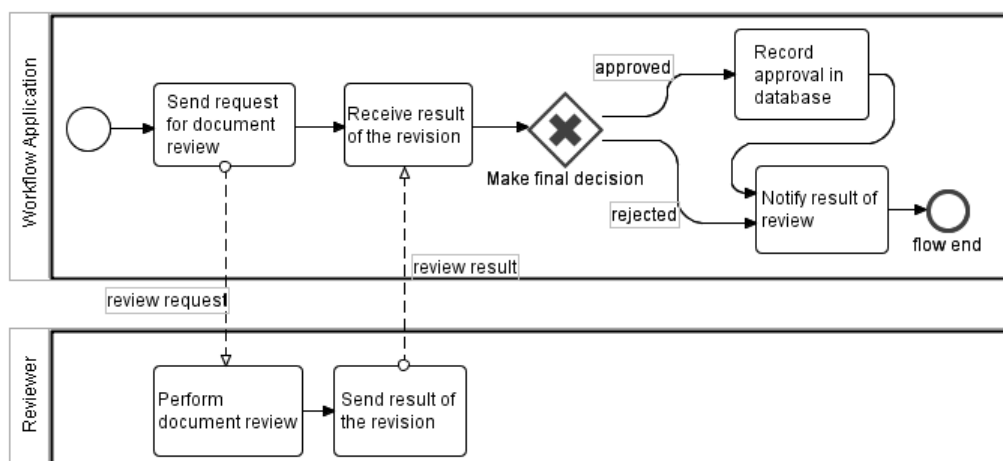 Workflow Application
Send request
for document
review
Receive result
of the revision
Make final decision
approved
rejected
Record
approval in
database
Notify result of
review
flow end
review request
review result
Reviewer
Perform
document review
Send result of
the revision